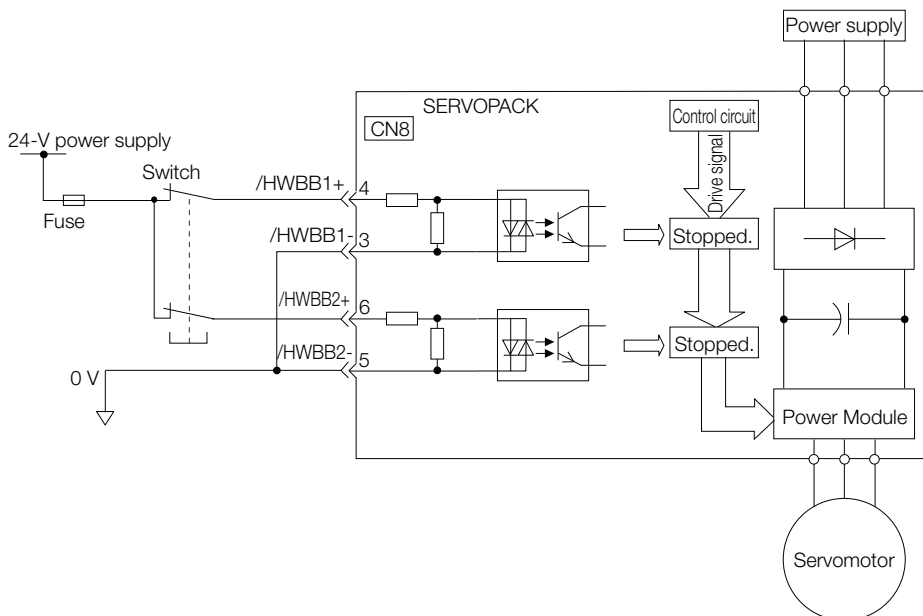 Power supply
SERVOPACK
CN8
Control circuit
24-V power supply
Switch
Drive signal
/HWBB1+
4
Fuse
/HWBB1-
3
Stopped.
/HWBB2+
6
/HWBB2-
5
Stopped.
0 V
Power Module
Servomotor